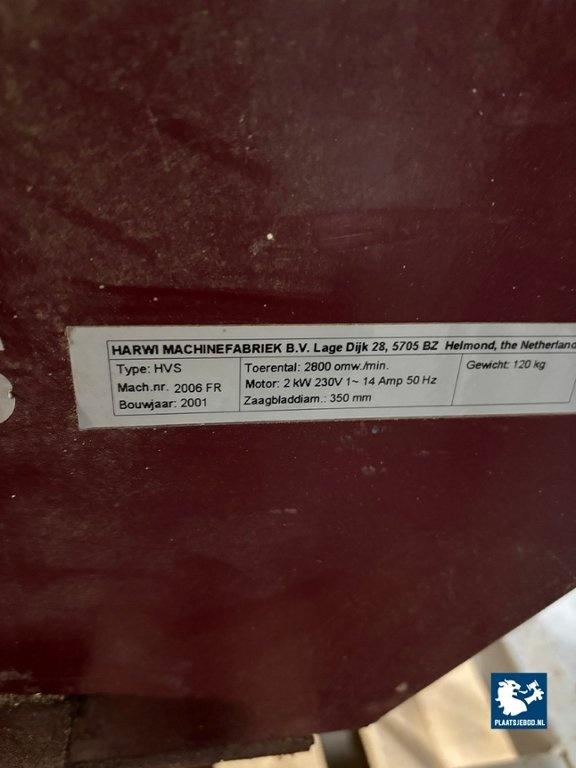 HARWI MACHINEFABRIEK B.V. Lage Dijk 28, 5705 BZ Helmond, the Netherland
Type: HVS
Mach.nr. 2006 FR
Bouwjaar: 2001
Toerental: 2800 omw./min.
Motor: 2 kW 230V 1~ 14 Amp 50 Hz
Zaagbladdiam.: 350 mm
Gewicht: 120 kg
PLAATSJEBOD.NL